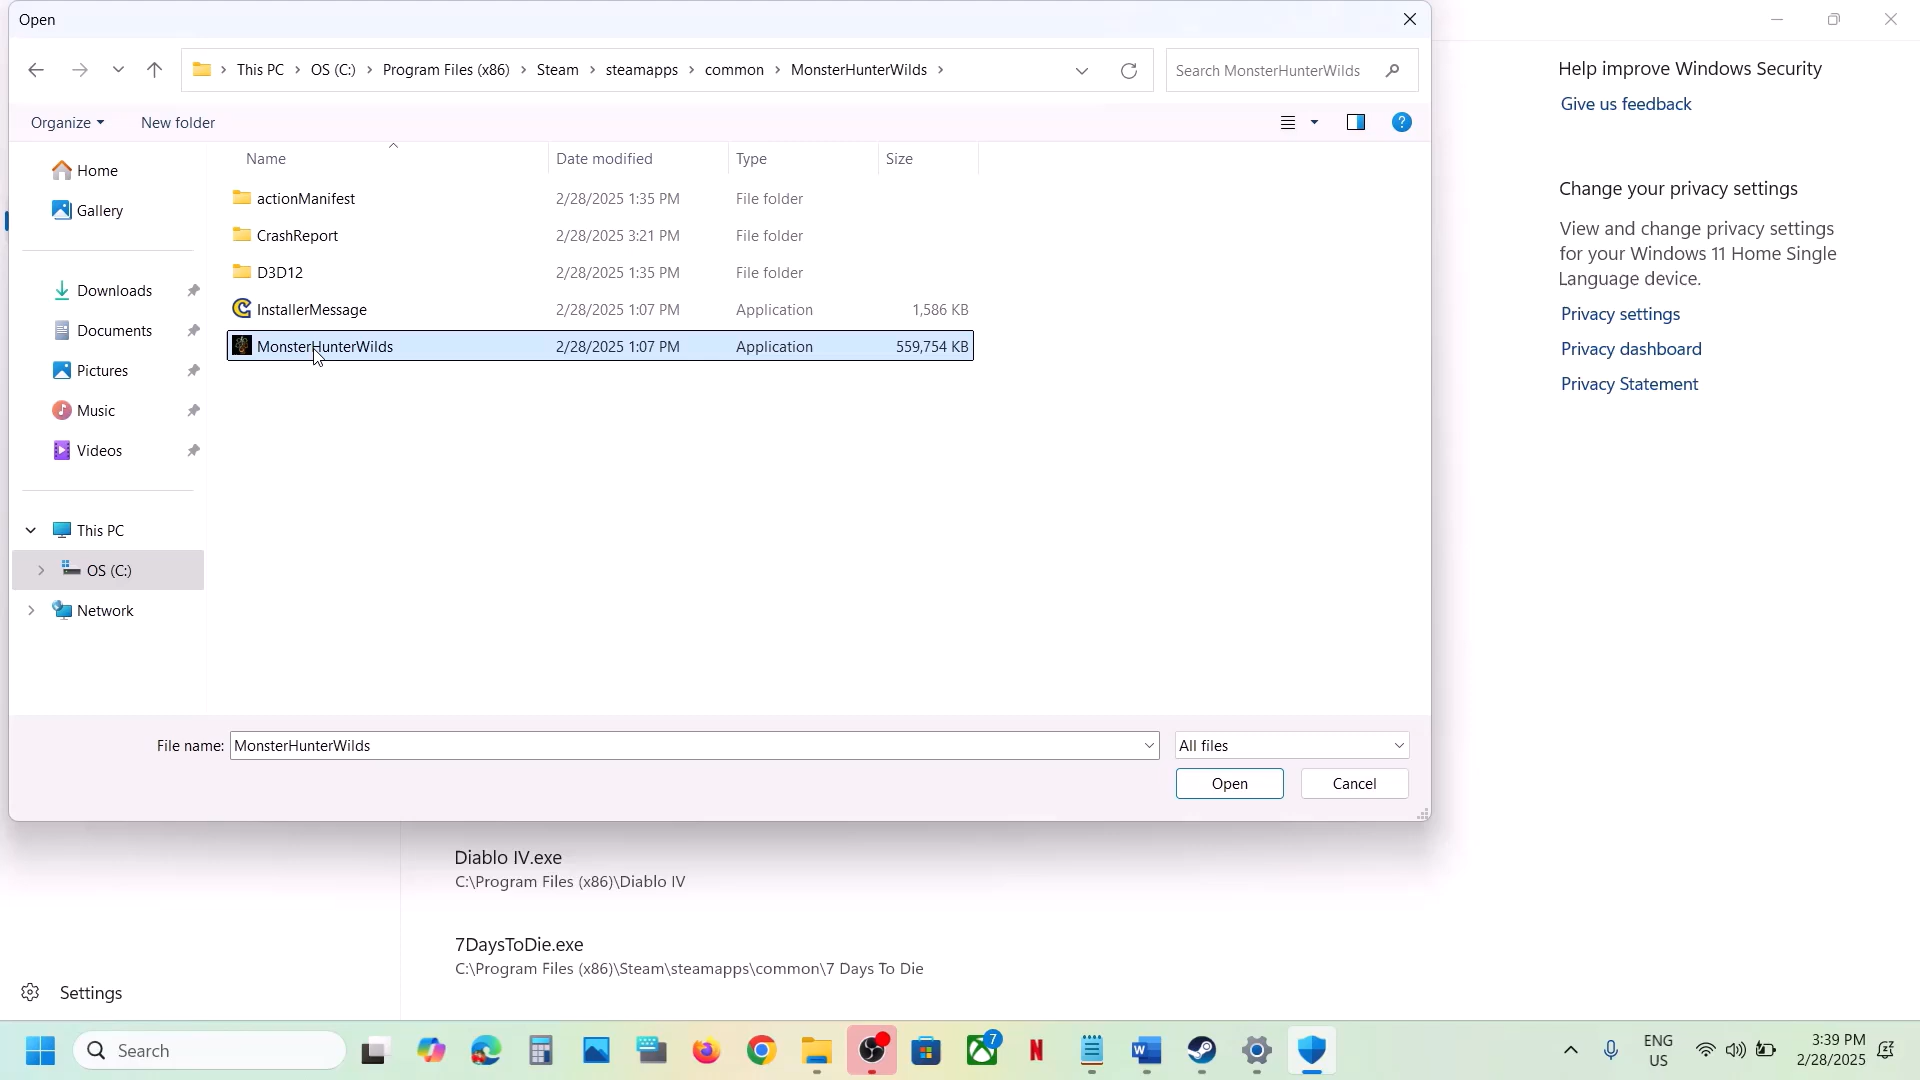 Open
This PC > OS (C:) > Program Files (x86) > Steam > steamapps > common > MonsterHunterWilds >
Search MonsterHunterWilds
Organize
New folder
Name Date modified Type Size
Home
Gallery
Downloads
Documents
Pictures
Music
Videos
This PC
OS (C:)
Network
actionManifest 2/28/2025 1:35 PM File folder
CrashReport 2/28/2025 3:21 PM File folder
D3D12 2/28/2025 1:35 PM File folder
InstallerMessage 2/28/2025 1:07 PM Application 1,586 KB
MonsterHunterWilds 2/28/2025 1:07 PM Application 559,754 KB
File name: MonsterHunterWilds
All files
Open
Cancel
Help improve Windows Security
Give us feedback
Change your privacy settings
View and change privacy settings
for your Windows 11 Home Single
Language device.
Privacy settings
Privacy dashboard
Privacy Statement
Diablo IV.exe
C:\Program Files (x86)\Diablo IV
7DaysToDie.exe
C:\Program Files (x86)\Steam\steamapps\common\7 Days To Die
Settings
Search
7
ENG
US
3:39 PM
2/28/2025